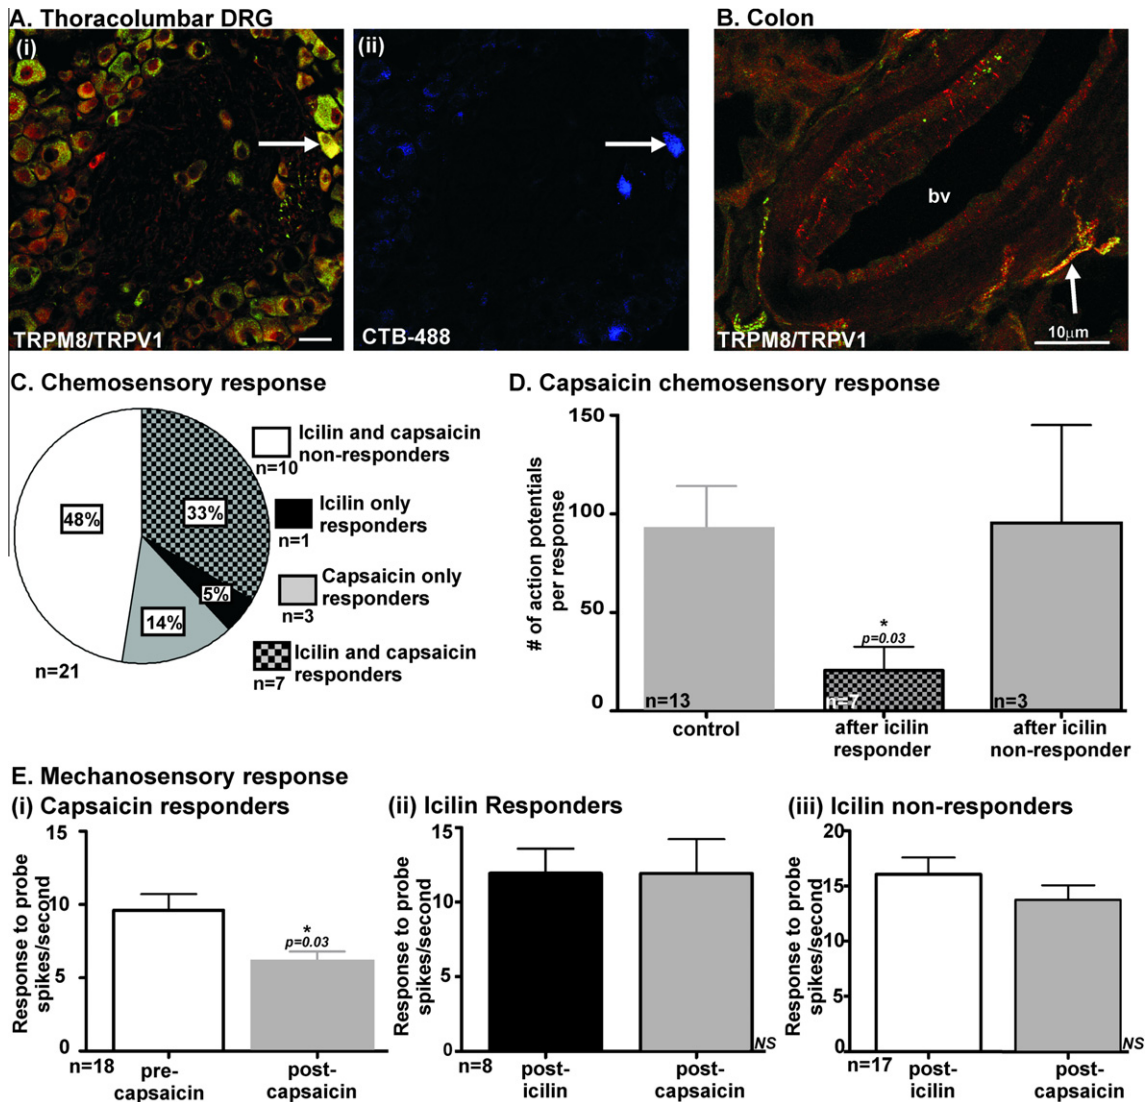 A. Thoracolumbar DRG
(i)
TRPM8/TRPV1
(ii)
CTB-488
B. Colon
bv
10µm
TRPM8/TRPV1
C. Chemosensory response
48%
33%
5%
14%
n=21
Icilin and capsaicin
non-responders
n=10
Icilin only
responders
n=1
Capsaicin only
responders
n=3
Icilin and capsaicin
responders
n=7
D. Capsaicin chemosensory response
# of action potentials
per response
150
100
50
0
*
p=0.03
n=13
n=7
n=3
control
after icilin
responder
after icilin
non-responder
E. Mechanosensory response
(i) Capsaicin responders
Response to probe
spikes/second
15
10
5
0
*
p=0.03
n=18
pre-
capsaicin
post-
capsaicin
(ii) Icilin Responders
Response to probe
spikes/second
15
10
5
0
NS
n=8
post-
icilin
post-
capsaicin
(iii) Icilin non-responders
Response to probe
spikes/second
20
15
10
5
0
NS
n=17
post-
icilin
post-
capsaicin